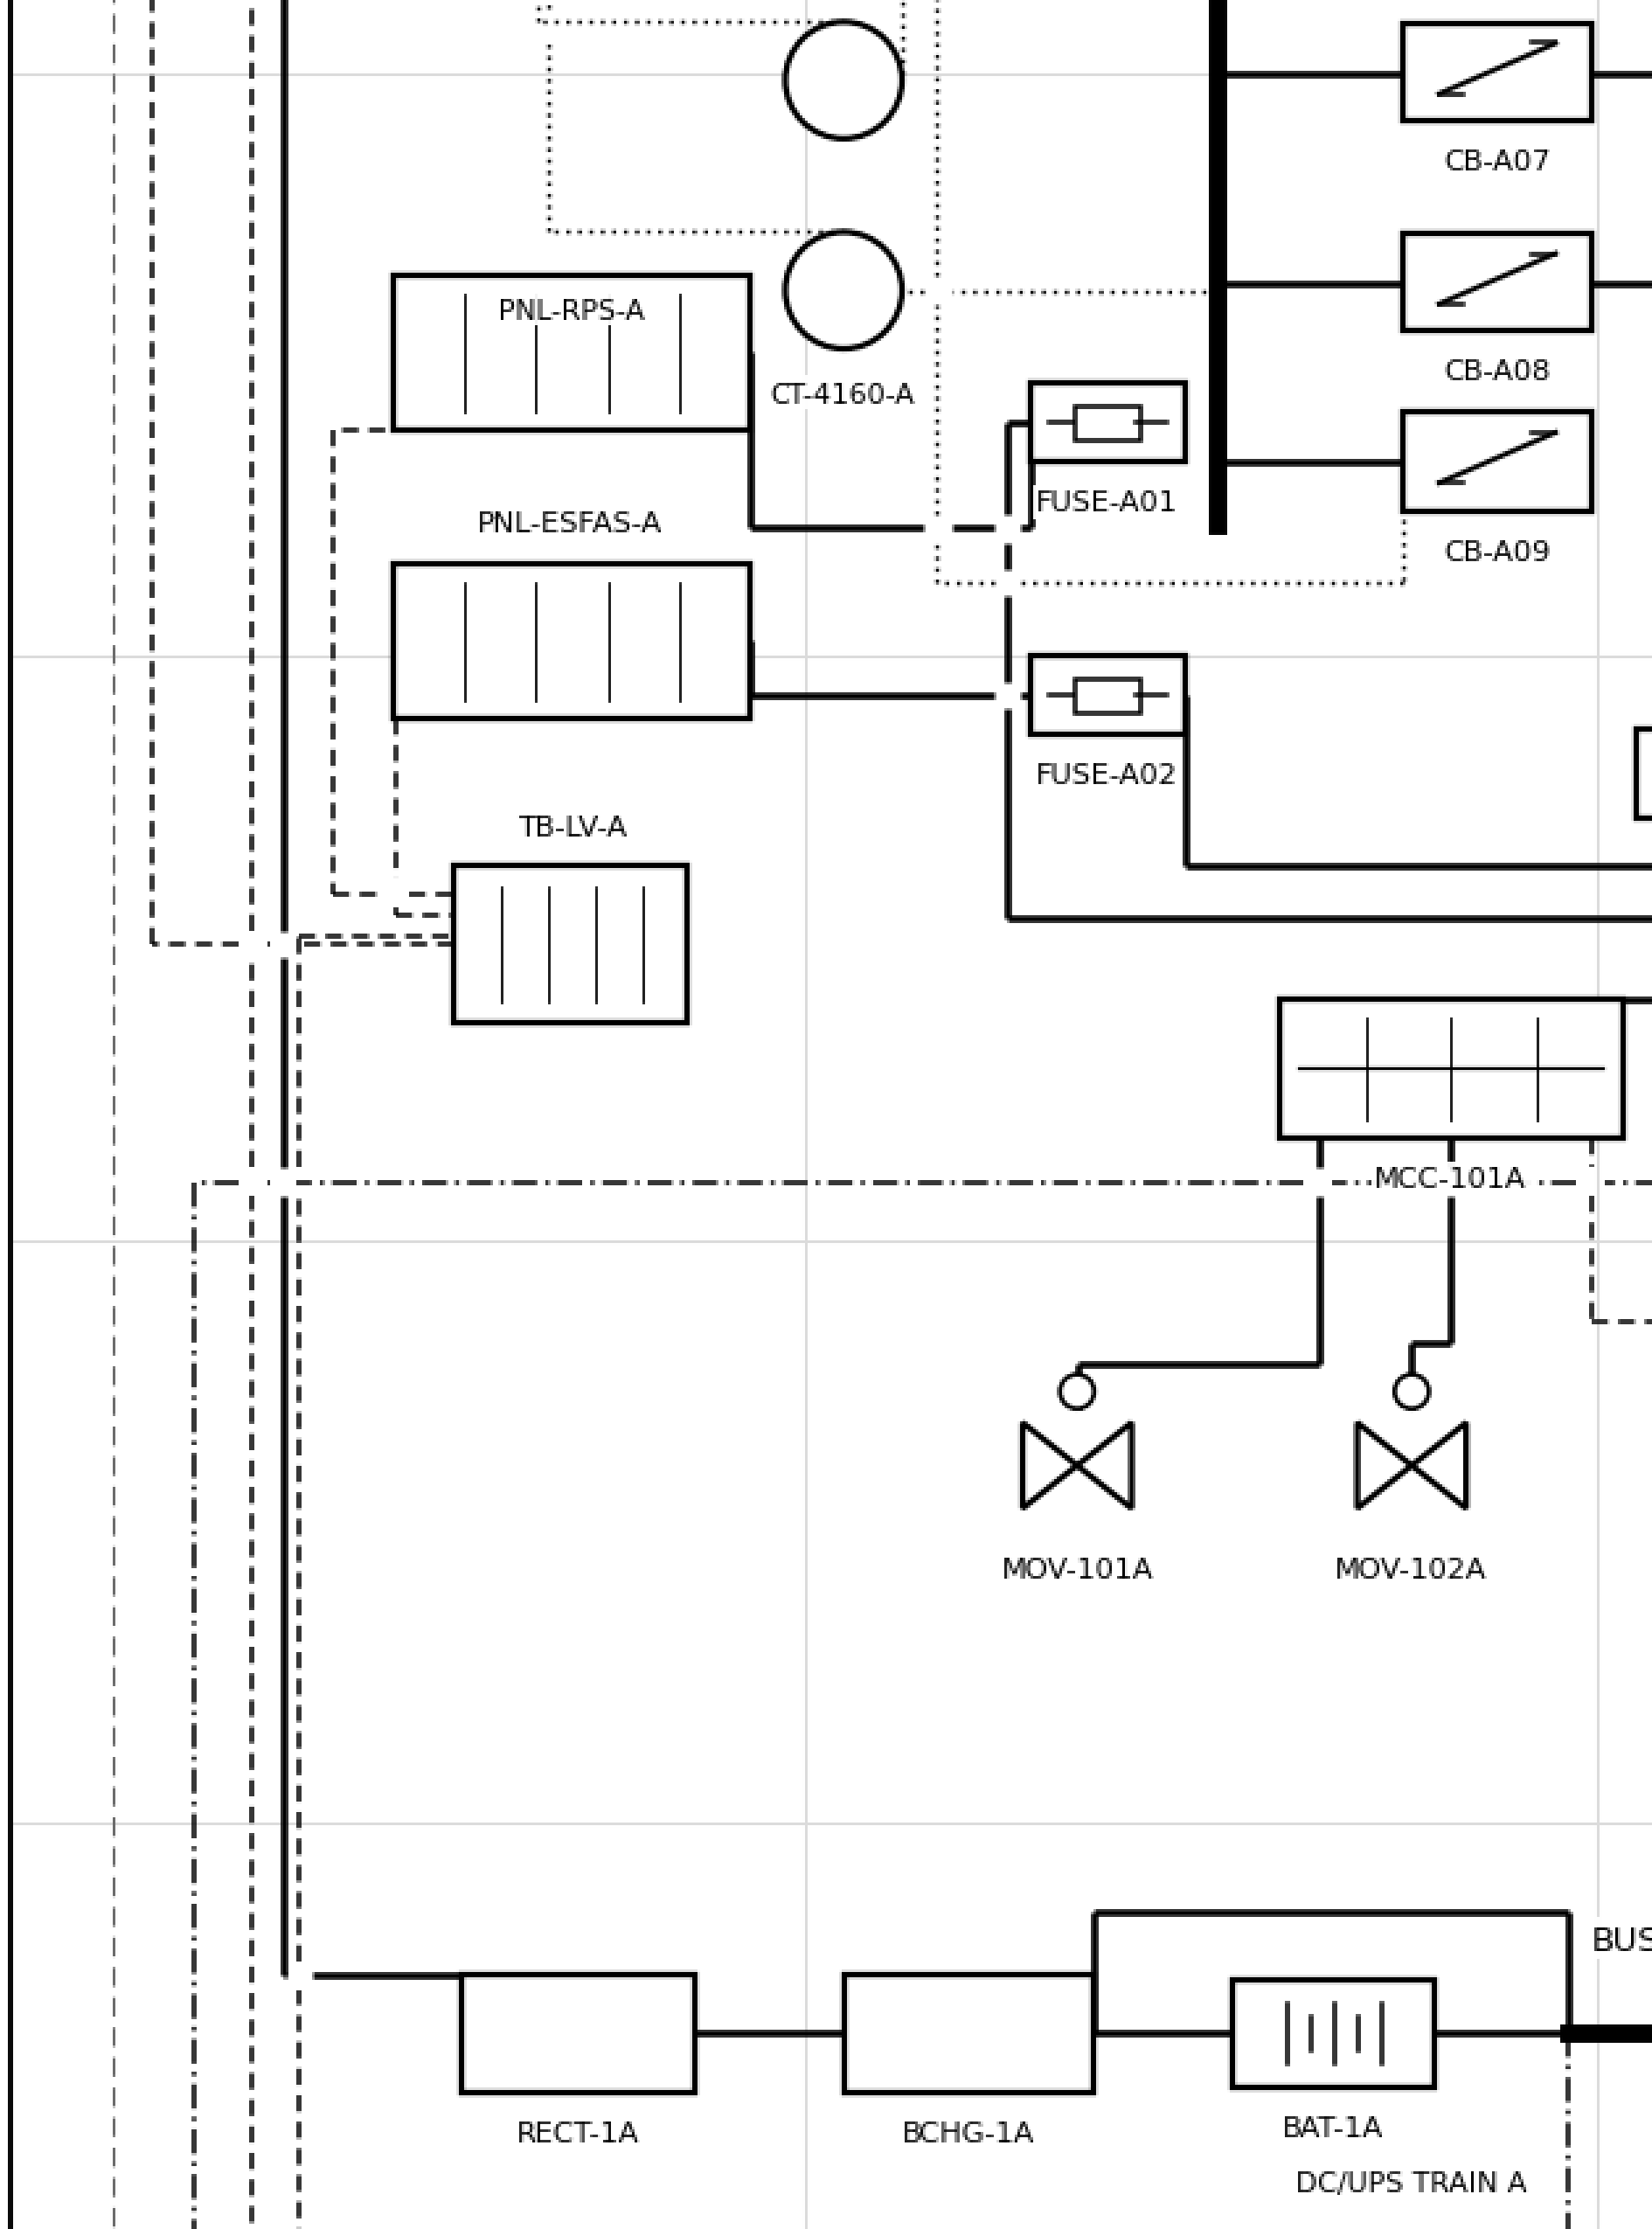 CB-A07
PNL-RPS-A
CB-A08
CT-4160-A
FUSE-A01
PNL-ESFAS-A
CB-A09
FUSE-A02
TB-LV-A
MCC-101A
MOV-101A
MOV-102A
BUS
RECT-1A
BCHG-1A
BAT-1A
DC/UPS TRAIN A